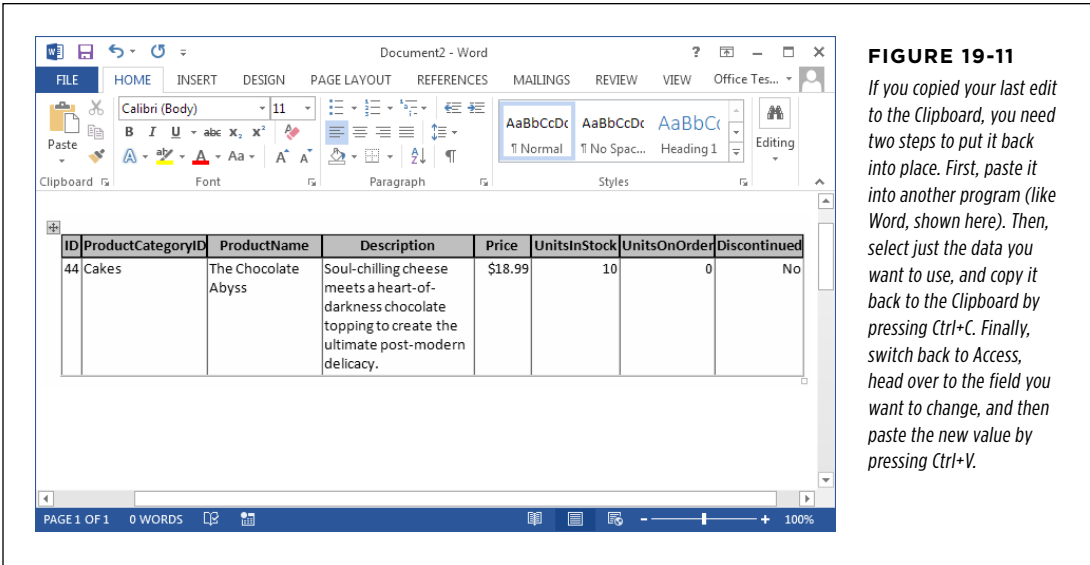 Document2 - Word
?
FILE HOME INSERT DESIGN PAGE LAYOUT REFERENCES MAILINGS REVIEW VIEW Office Tes...
Calibri (Body) 11
Paste
B I U abc X₂ X²
A aby A Aa A A
AaBbCcDc AaBbCcDc AaBbCc
¶ Normal ¶ No Spac... Heading 1
Editing
Clipboard Font Paragraph Styles
ID ProductCategoryID ProductName Description Price UnitsInStock UnitsOnOrder Discontinued
44 Cakes The Chocolate Soul-chilling cheese $18.99 10 0 No
Abyss meets a heart-of-
darkness chocolate
topping to create the
ultimate post-modern
delicacy.
PAGE 1 OF 1 0 WORDS 100%
FIGURE 19-11
If you copied your last edit
to the Clipboard, you need
two steps to put it back
into place. First, paste it
into another program (like
Word, shown here). Then,
select just the data you
want to use, and copy it
back to the Clipboard by
pressing Ctrl+C. Finally,
switch back to Access,
head over to the field you
want to change, and then
paste the new value by
pressing Ctrl+V.